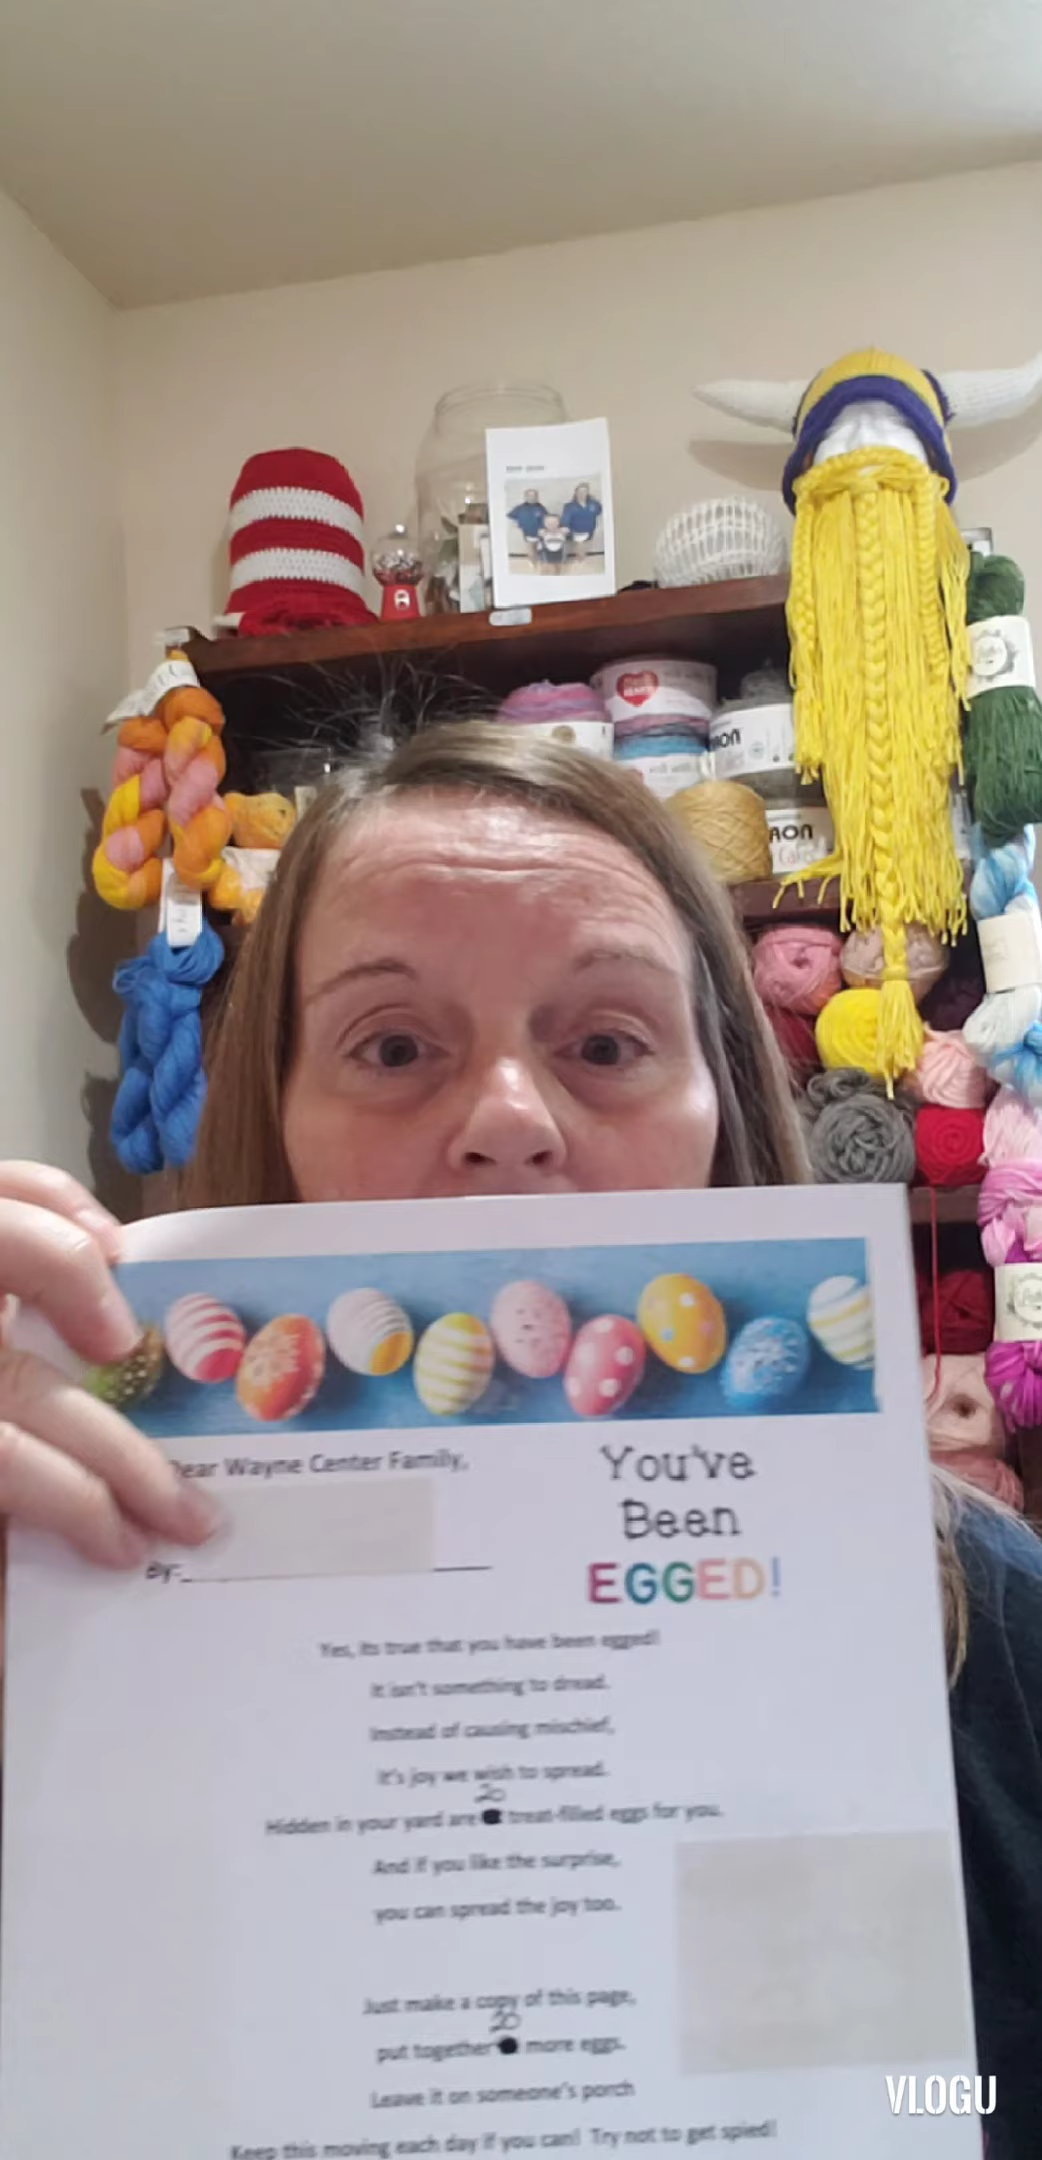 HEART
RON
RON
Cakes
Dear Wayne Center Family,
By:
You've
Been
EGGED!
Yes, its true that you have been egged!
It isn't something to dread.
Instead of causing mischief,
It's joy we wish to spread.
20
Hidden in your yard are treat-filled eggs for you.
And if you like the surprise,
you can spread the joy too.
Just make a copy of this page,
20
put together more eggs.
Leave it on someone's porch
Keep this moving each day if you can! Try not to get spied!
VLOGU